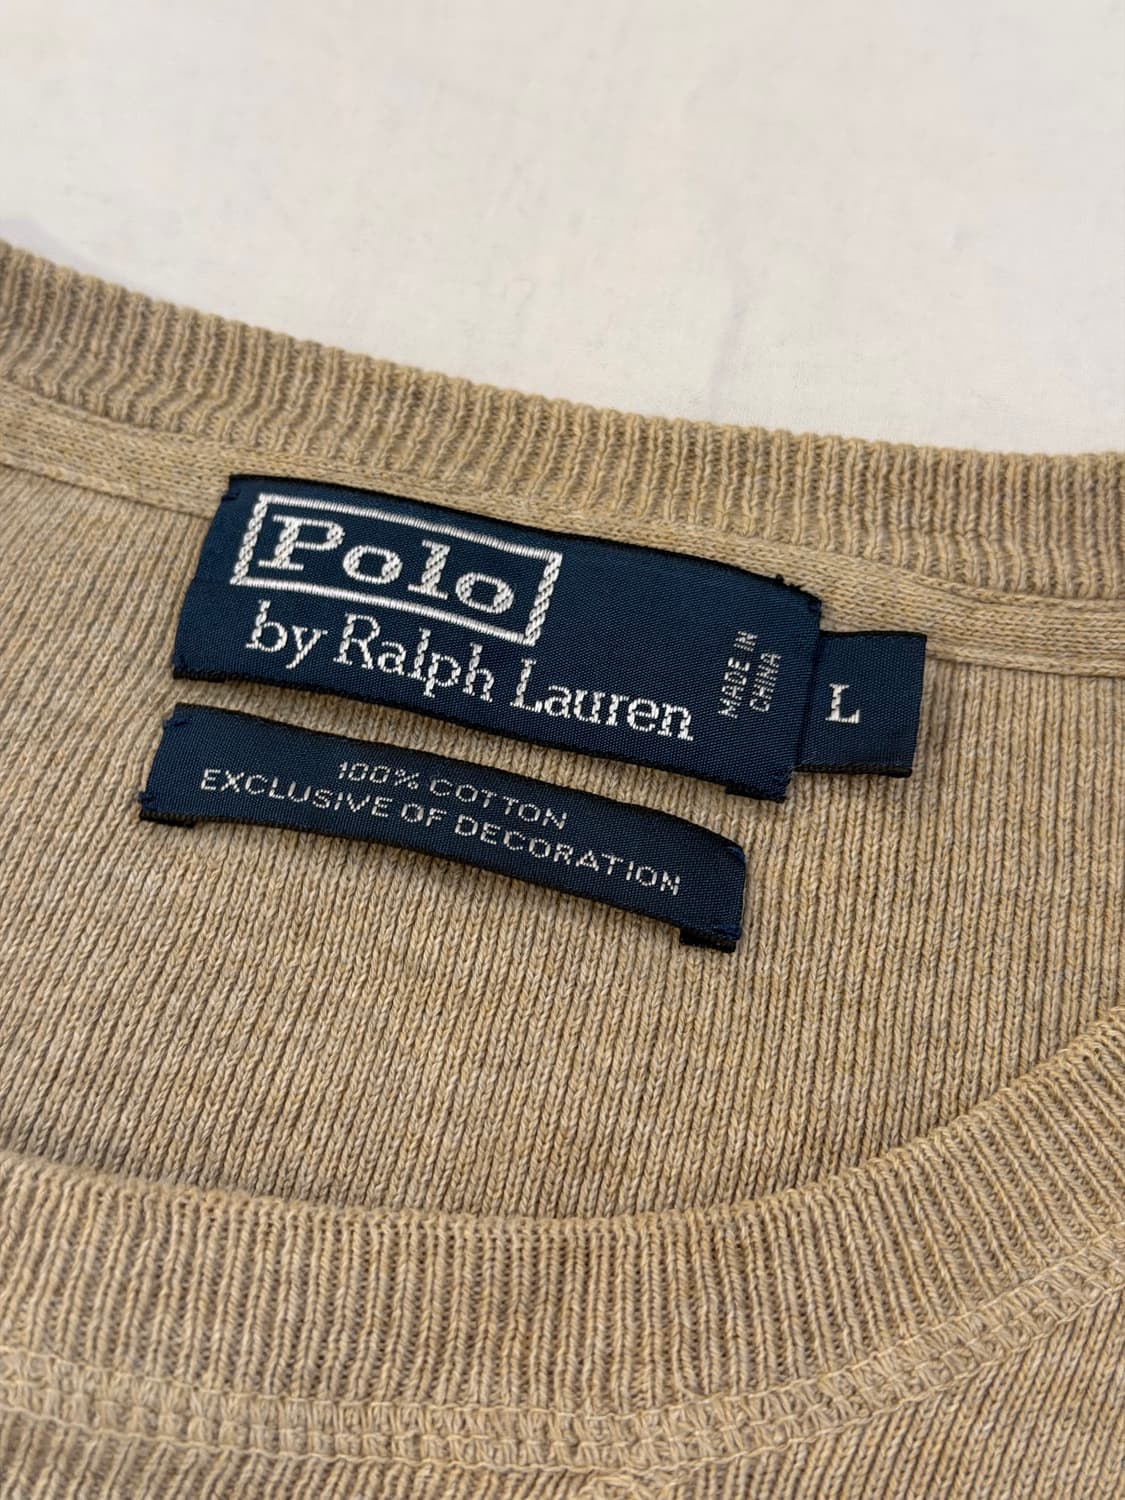 Polo
by Ralph Lauren
MADE IN
CHINA
L
100% COTTON
EXCLUSIVE OF DECORATION